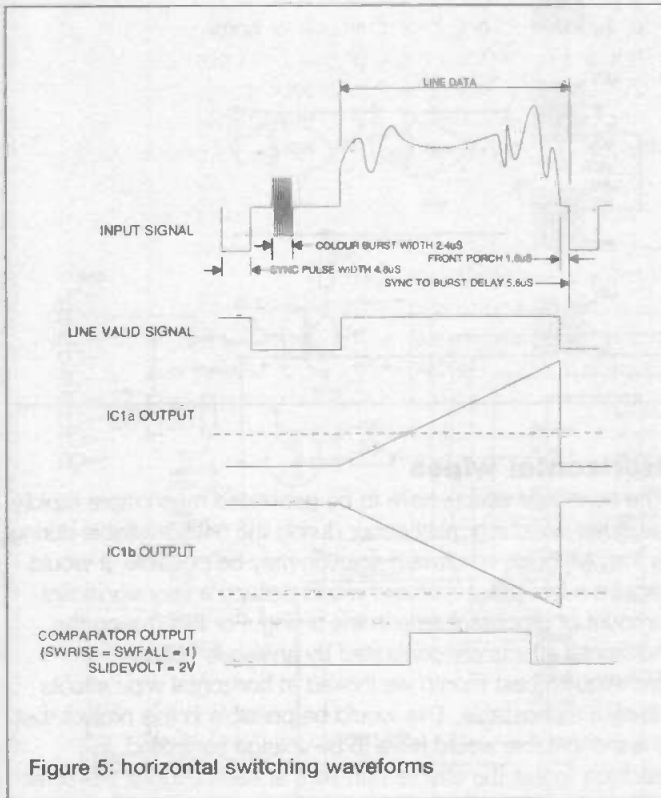 LINE DATA
INPUT SIGNAL
COLOUR BURST WIDTH 2.4uS
FRONT PORCH 1.6uS
SYNC PULSE WIDTH 4.8uS
SYNC TO BURST DELAY 5.6uS
LINE VALID SIGNAL
IC1a OUTPUT
IC1b OUTPUT
COMPARATOR OUTPUT
(SWRISE = SWFALL = 1)
SLIDEVOLT = 2V
Figure 5: horizontal switching waveforms